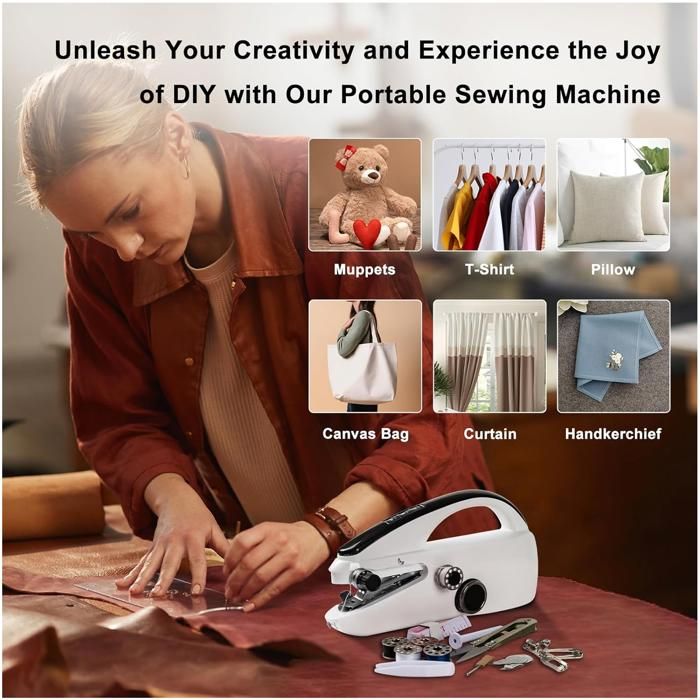 Unleash Your Creativity and Experience the Joy
of DIY with Our Portable Sewing Machine
Muppets
T-Shirt
Pillow
Canvas Bag
Curtain
Handkerchief